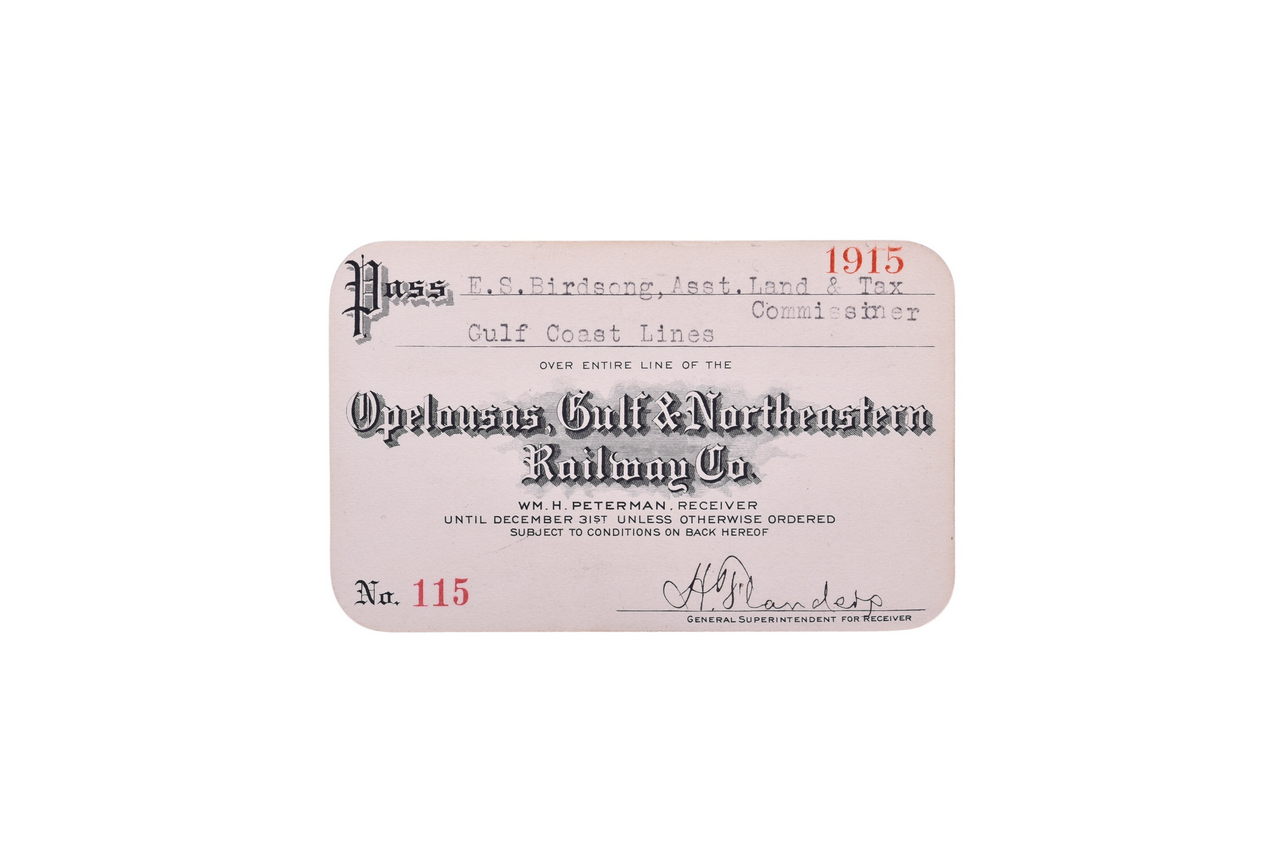 1915
Pass E.S.Birdsong, Asst. Land & Tax
Commissiner
Gulf Coast Lines
OVER ENTIRE LINE OF THE
Opelousas, Gulf & Northeastern
Railway Co.
WM. H. PETERMAN, RECEIVER
UNTIL DECEMBER 31ST UNLESS OTHERWISE ORDERED
SUBJECT TO CONDITIONS ON BACK HEREOF
No. 115
H. Flanders
GENERAL SUPERINTENDENT FOR RECEIVER